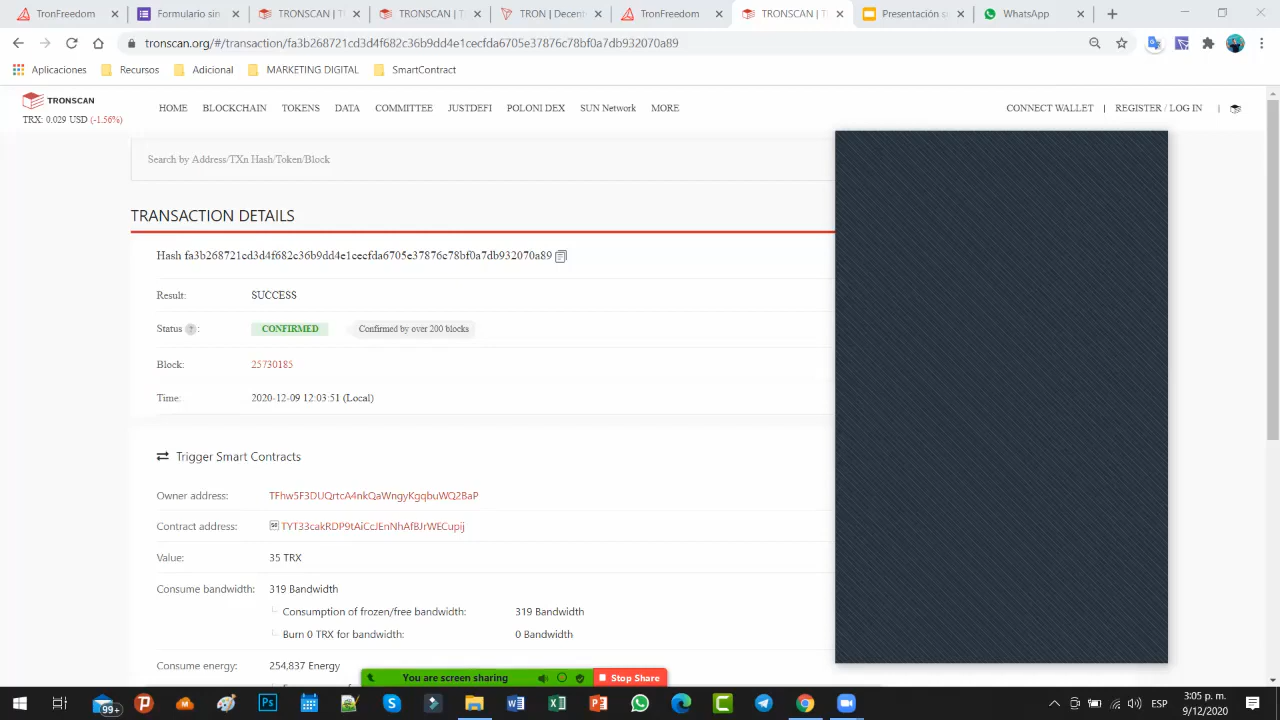 TronFreedom
Formulario sin
TRONSCAN | T
TRONSCAN | T
TRON | Decent
TronFreedom
TRONSCAN | T
Presentación s
WhatsApp
tronscan.org/#/transaction/fa3b268721cd3d4f682c36b9dd4e1cecfda6705e37876c78bf0a7db932070a89
Aplicaciones Recursos Adicional MARKETING DIGITAL SmartContract
TRONSCAN
TRX: 0.029 USD (-1.56%)
HOME BLOCKCHAIN TOKENS DATA COMMITTEE JUSTDEFI POLONI DEX SUN Network MORE
CONNECT WALLET | REGISTER / LOG IN |
Search by Address/TXn Hash/Token/Block
TRANSACTION DETAILS
Hash fa3b268721cd3d4f682c36b9dd4e1cecfda6705e37876c78bf0a7db932070a89
Result: SUCCESS
Status ?: CONFIRMED Confirmed by over 200 blocks
Block: 25730185
Time: 2020-12-09 12:03:51 (Local)
Trigger Smart Contracts
Owner address: TFhw5F3DUQrtcA4nkQaWngyKgqbuWQ2BaP
Contract address: TYT33cakRDP9tAiCcJEnNhAfBJrWECupij
Value: 35 TRX
Consume bandwidth: 319 Bandwidth
Consumption of frozen/free bandwidth: 319 Bandwidth
Burn 0 TRX for bandwidth: 0 Bandwidth
Consume energy: 254,837 Energy
You are screen sharing Stop Share
99+
ESP
3:05 p. m.
9/12/2020